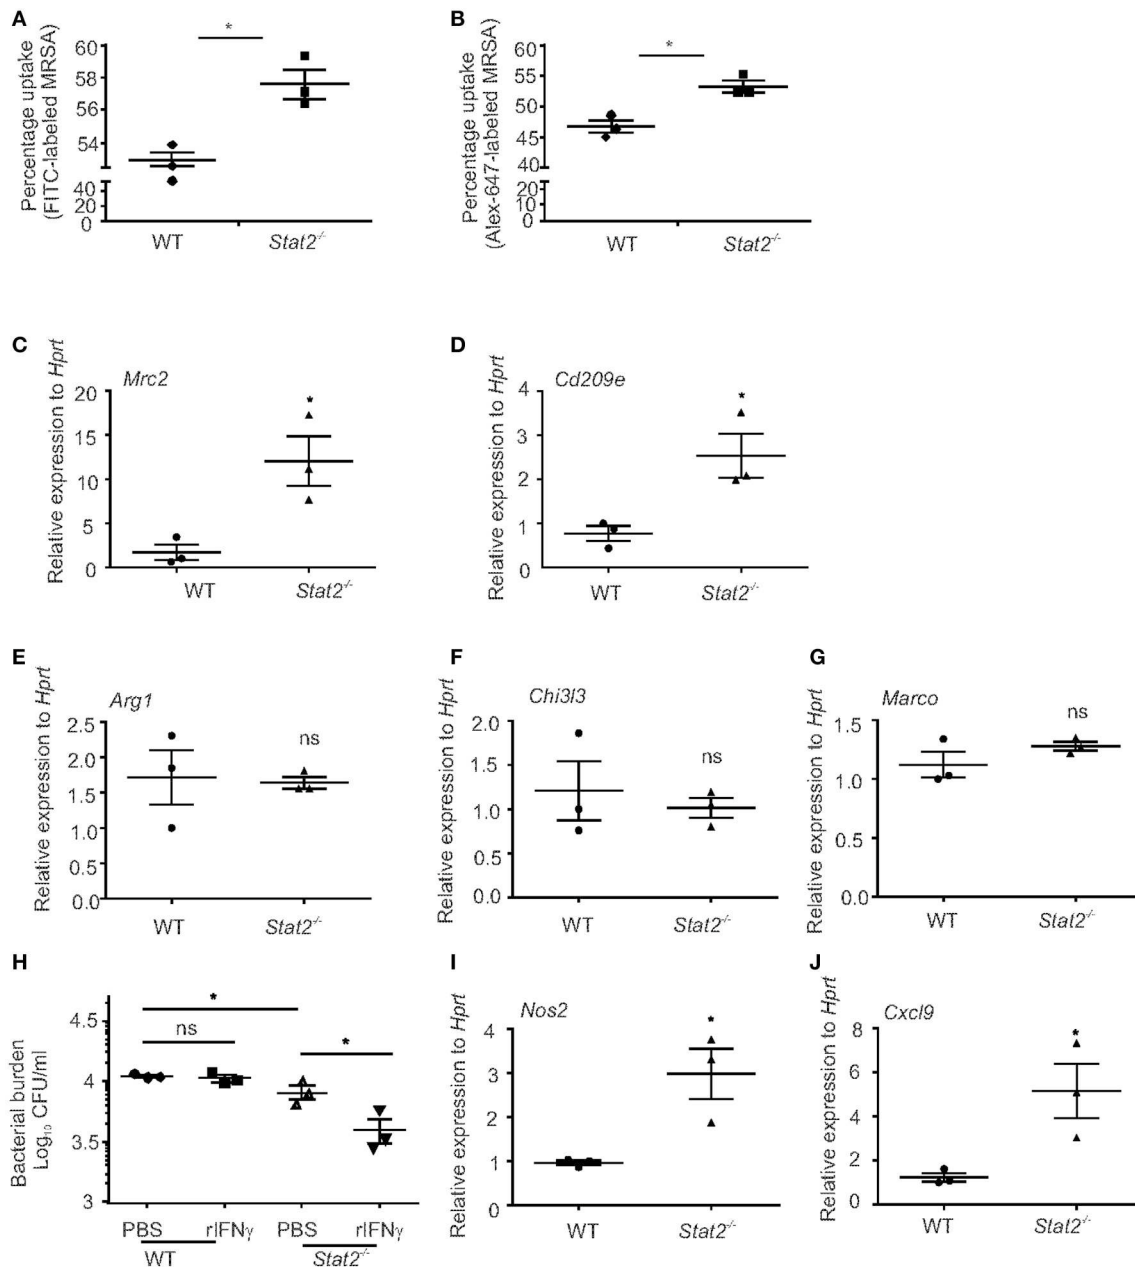 A
Percentage uptake
(FITC-labeled MRSA)
60
58
56
54
40
20
0
*
WT
Stat2-/-
B
Percentage uptake
(Alex-647-labeled MRSA)
60
55
50
45
40
20
0
*
WT
Stat2-/-
C
Relative expression to Hprt
Mrc2
20
15
10
5
0
*
WT
Stat2-/-
D
Relative expression to Hprt
Cd209e
4
3
2
1
0
*
WT
Stat2-/-
E
Relative expression to Hprt
Arg1
2.5
2.0
1.5
1.0
0.5
0.0
ns
WT
Stat2-/-
F
Relative expression to Hprt
Chi3l3
2.0
1.5
1.0
0.5
0.0
ns
WT
Stat2-/-
G
Relative expression to Hprt
Marco
1.5
1.0
0.5
0.0
ns
WT
Stat2-/-
H
Bacterial burden
Log10 CFU/ml
4.5
4
3.5
3
*
ns
*
PBS rIFNγ PBS rIFNγ
WT Stat2-/-
I
Relative expression to Hprt
Nos2
4
3
2
1
0
*
WT
Stat2-/-
J
Relative expression to Hprt
Cxcl9
8
6
4
2
0
*
WT
Stat2-/-